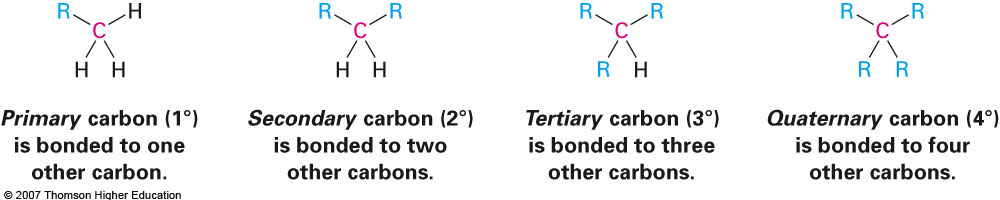 R H
C
H H
Primary carbon (1°)
is bonded to one
other carbon.
R R
C
H H
Secondary carbon (2°)
is bonded to two
other carbons.
R R
C
R H
Tertiary carbon (3°)
is bonded to three
other carbons.
R R
C
R R
Quaternary carbon (4°)
is bonded to four
other carbons.
© 2007 Thomson Higher Education